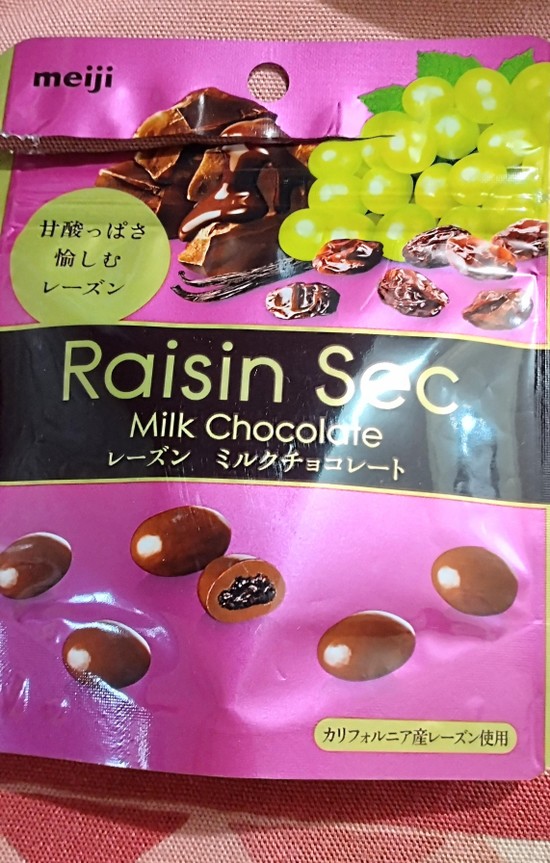 meiji
甘酸っぱさ
愉しむ
レーズン
Raisin Sec
Milk Chocolate
レーズン ミルクチョコレート
カリフォルニア産レーズン使用